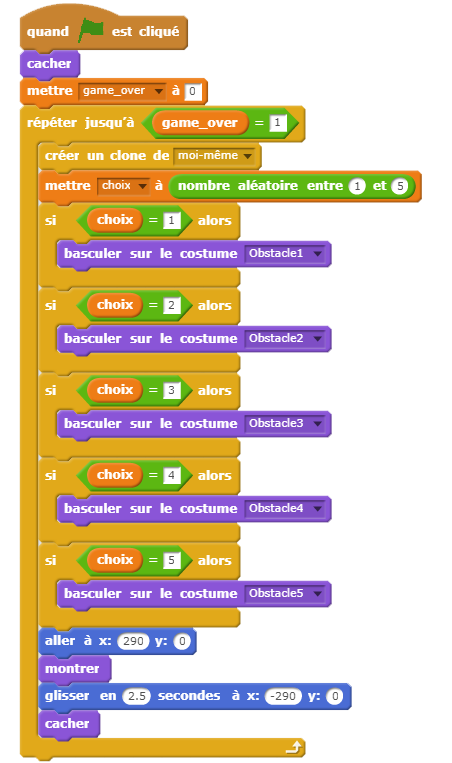 quand est cliqué
cacher
mettre game_over à 0
répéter jusqu'à game_over = 1
créer un clone de moi-même
mettre choix à nombre aléatoire entre 1 et 5
si choix = 1 alors
basculer sur le costume Obstacle1
si choix = 2 alors
basculer sur le costume Obstacle2
si choix = 3 alors
basculer sur le costume Obstacle3
si choix = 4 alors
basculer sur le costume Obstacle4
si choix = 5 alors
basculer sur le costume Obstacle5
aller à x: 290 y: 0
montrer
glisser en 2.5 secondes à x: -290 y: 0
cacher